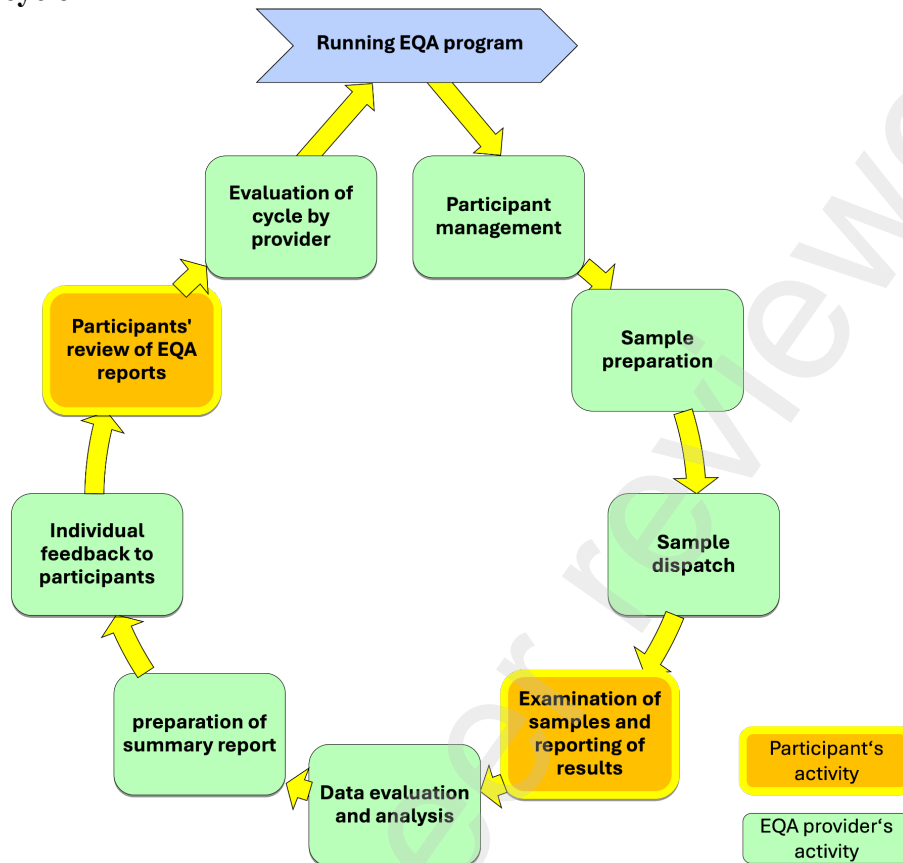 Running EQA program
Evaluation of
cycle by
provider
Participant
management
Participants'
review of EQA
reports
Sample
preparation
Individual
feedback to
participants
Sample
dispatch
preparation of
summary report
Examination of
samples and
reporting of
results
Data evaluation
and analysis
Participant‘s
activity
EQA provider‘s
activity
er reviewe